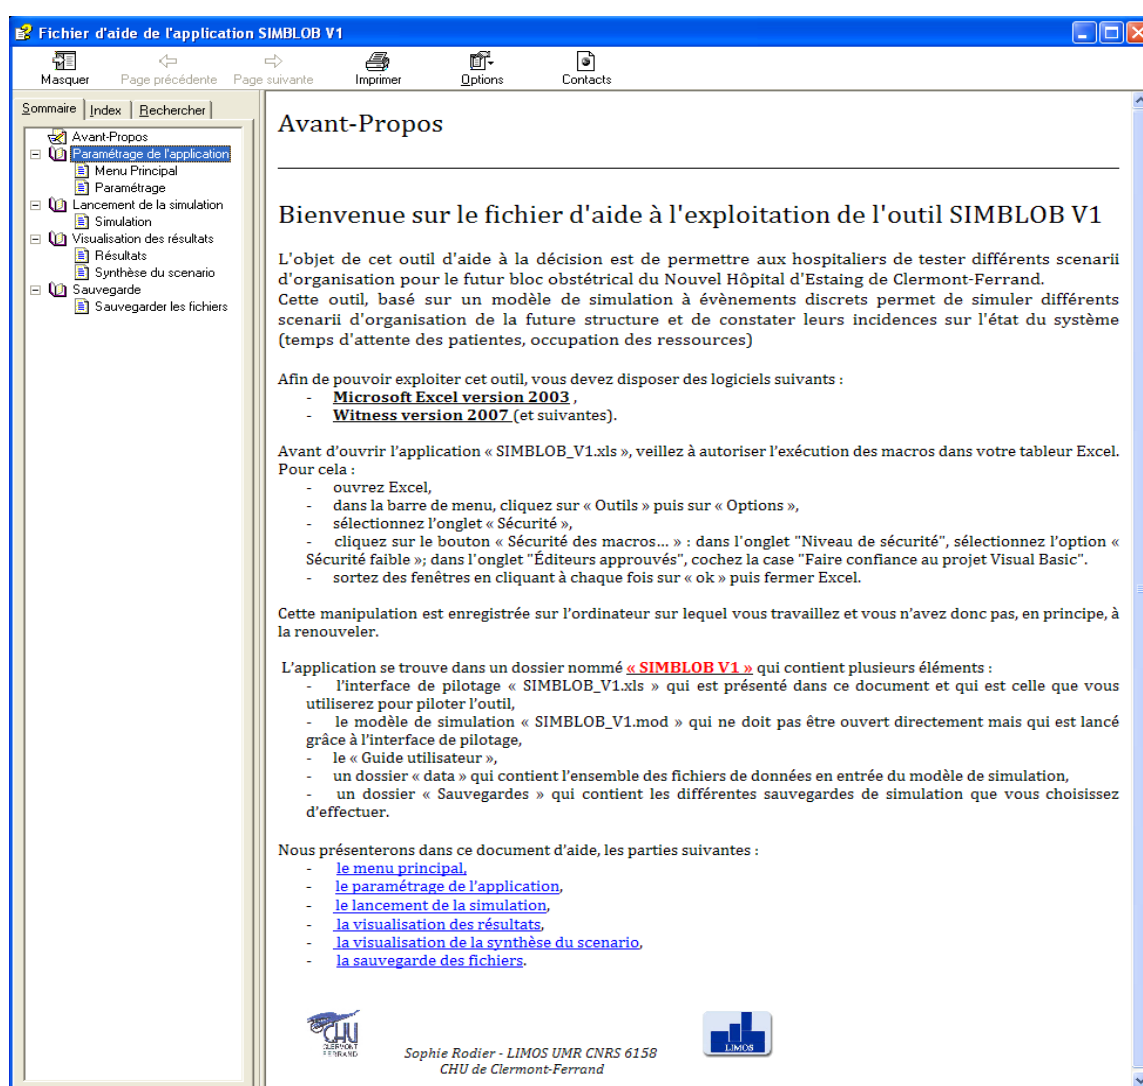 Fichier d'aide de l'application SIMBLOB V1
Masquer Page précédente Page suivante Imprimer Options Contacts
Sommaire Index Rechercher
Avant-Propos
Paramétrage de l'application
Menu Principal
Paramétrage
Lancement de la simulation
Simulation
Visualisation des résultats
Résultats
Synthèse du scenario
Sauvegarde
Sauvegarder les fichiers
Avant-Propos
Bienvenue sur le fichier d'aide à l'exploitation de l'outil SIMBLOB V1
L'objet de cet outil d'aide à la décision est de permettre aux hospitaliers de tester différents scenarii
d'organisation pour le futur bloc obstétrical du Nouvel Hôpital d'Estaing de Clermont-Ferrand.
Cette outil, basé sur un modèle de simulation à évènements discrets permet de simuler différents
scenarii d'organisation de la future structure et de constater leurs incidences sur l'état du système
(temps d'attente des patientes, occupation des ressources)
Afin de pouvoir exploiter cet outil, vous devez disposer des logiciels suivants :
- Microsoft Excel version 2003 ,
- Witness version 2007 (et suivantes).
Avant d'ouvrir l'application « SIMBLOB_V1.xls », veillez à autoriser l'exécution des macros dans votre tableur Excel.
Pour cela :
- ouvrez Excel,
- dans la barre de menu, cliquez sur « Outils » puis sur « Options »,
- sélectionnez l'onglet « Sécurité »,
- cliquez sur le bouton « Sécurité des macros… » : dans l'onglet "Niveau de sécurité", sélectionnez l'option «
Sécurité faible »; dans l'onglet "Éditeurs approuvés", cochez la case "Faire confiance au projet Visual Basic".
- sortez des fenêtres en cliquant à chaque fois sur « ok » puis fermer Excel.
Cette manipulation est enregistrée sur l'ordinateur sur lequel vous travaillez et vous n'avez donc pas, en principe, à
la renouveler.
L'application se trouve dans un dossier nommé « SIMBLOB V1 » qui contient plusieurs éléments :
- l'interface de pilotage « SIMBLOB_V1.xls » qui est présenté dans ce document et qui est celle que vous
utiliserez pour piloter l'outil,
- le modèle de simulation « SIMBLOB_V1.mod » qui ne doit pas être ouvert directement mais qui est lancé
grâce à l'interface de pilotage,
- le « Guide utilisateur »,
- un dossier « data » qui contient l'ensemble des fichiers de données en entrée du modèle de simulation,
- un dossier « Sauvegardes » qui contient les différentes sauvegardes de simulation que vous choisissez
d'effectuer.
Nous présenterons dans ce document d'aide, les parties suivantes :
- le menu principal,
- le paramétrage de l'application,
- le lancement de la simulation,
- la visualisation des résultats,
- la visualisation de la synthèse du scenario,
- la sauvegarde des fichiers.
CHU
CLERMONT
FERRAND
LIMOS
Sophie Rodier - LIMOS UMR CNRS 6158
CHU de Clermont-Ferrand